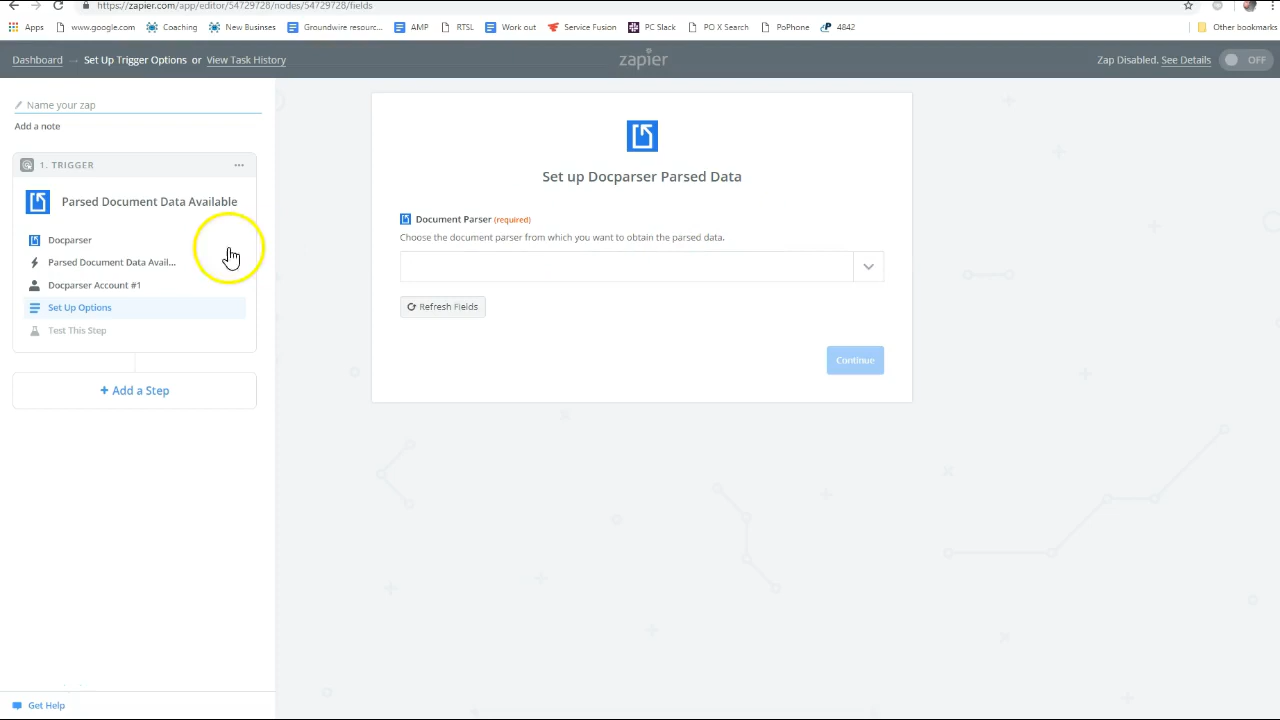 https://zapier.com/app/editor/54729728/nodes/54729728/fields
Apps www.google.com Coaching New Businses Groundwire resourc... AMP RTSL Work out Service Fusion PC Slack PO X Search PoPhone 4842 Other bookmarks
Dashboard → Set Up Trigger Options or View Task History zapier Zap Disabled. See Details OFF
Name your zap
Add a note
1. TRIGGER ...
Parsed Document Data Available
Docparser
Parsed Document Data Avail...
Docparser Account #1
Set Up Options
Test This Step
+ Add a Step
Get Help
Set up Docparser Parsed Data
Document Parser (required)
Choose the document parser from which you want to obtain the parsed data.
Refresh Fields
Continue